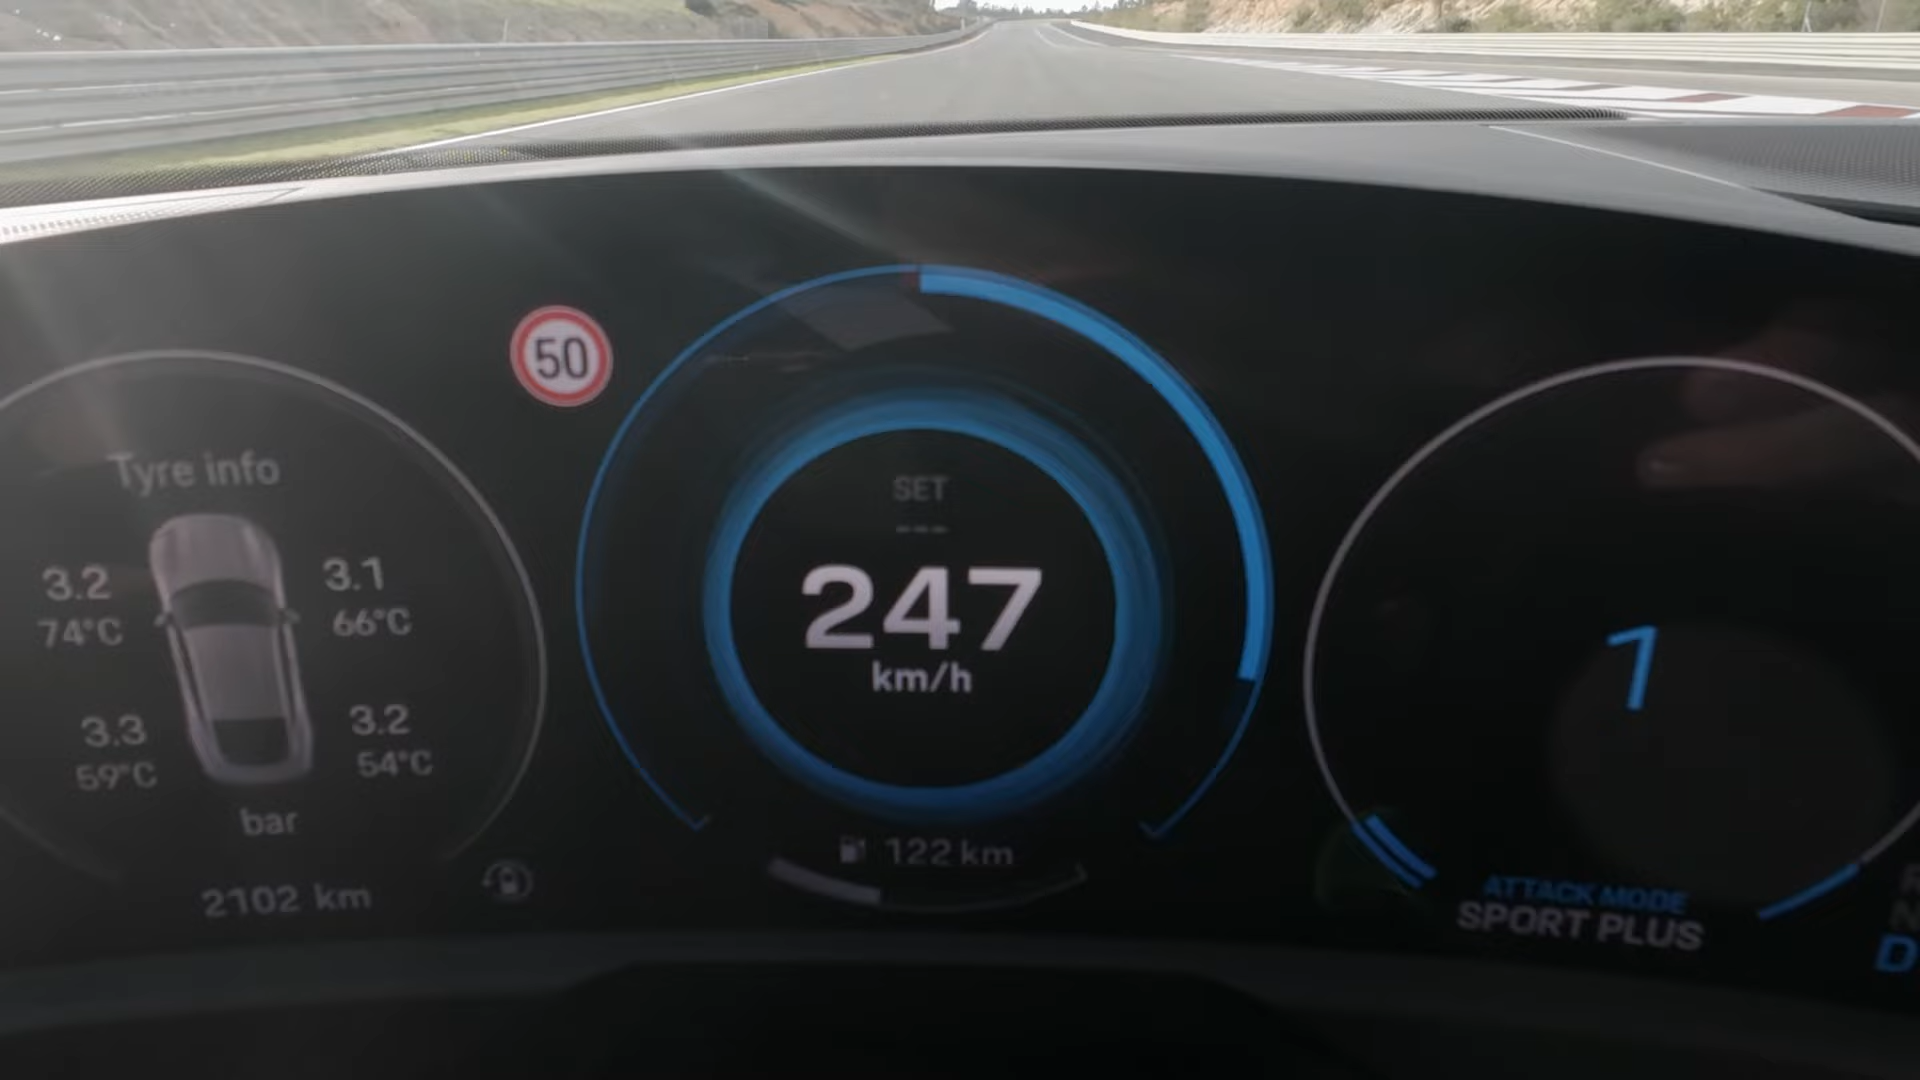 50
Tyre info
3.2
3.1
74°C
66°C
3.3
3.2
59°C
54°C
bar
2102 km
SET
---
247
km/h
122 km
1
ATTACK MODE
SPORT PLUS
R
N
D